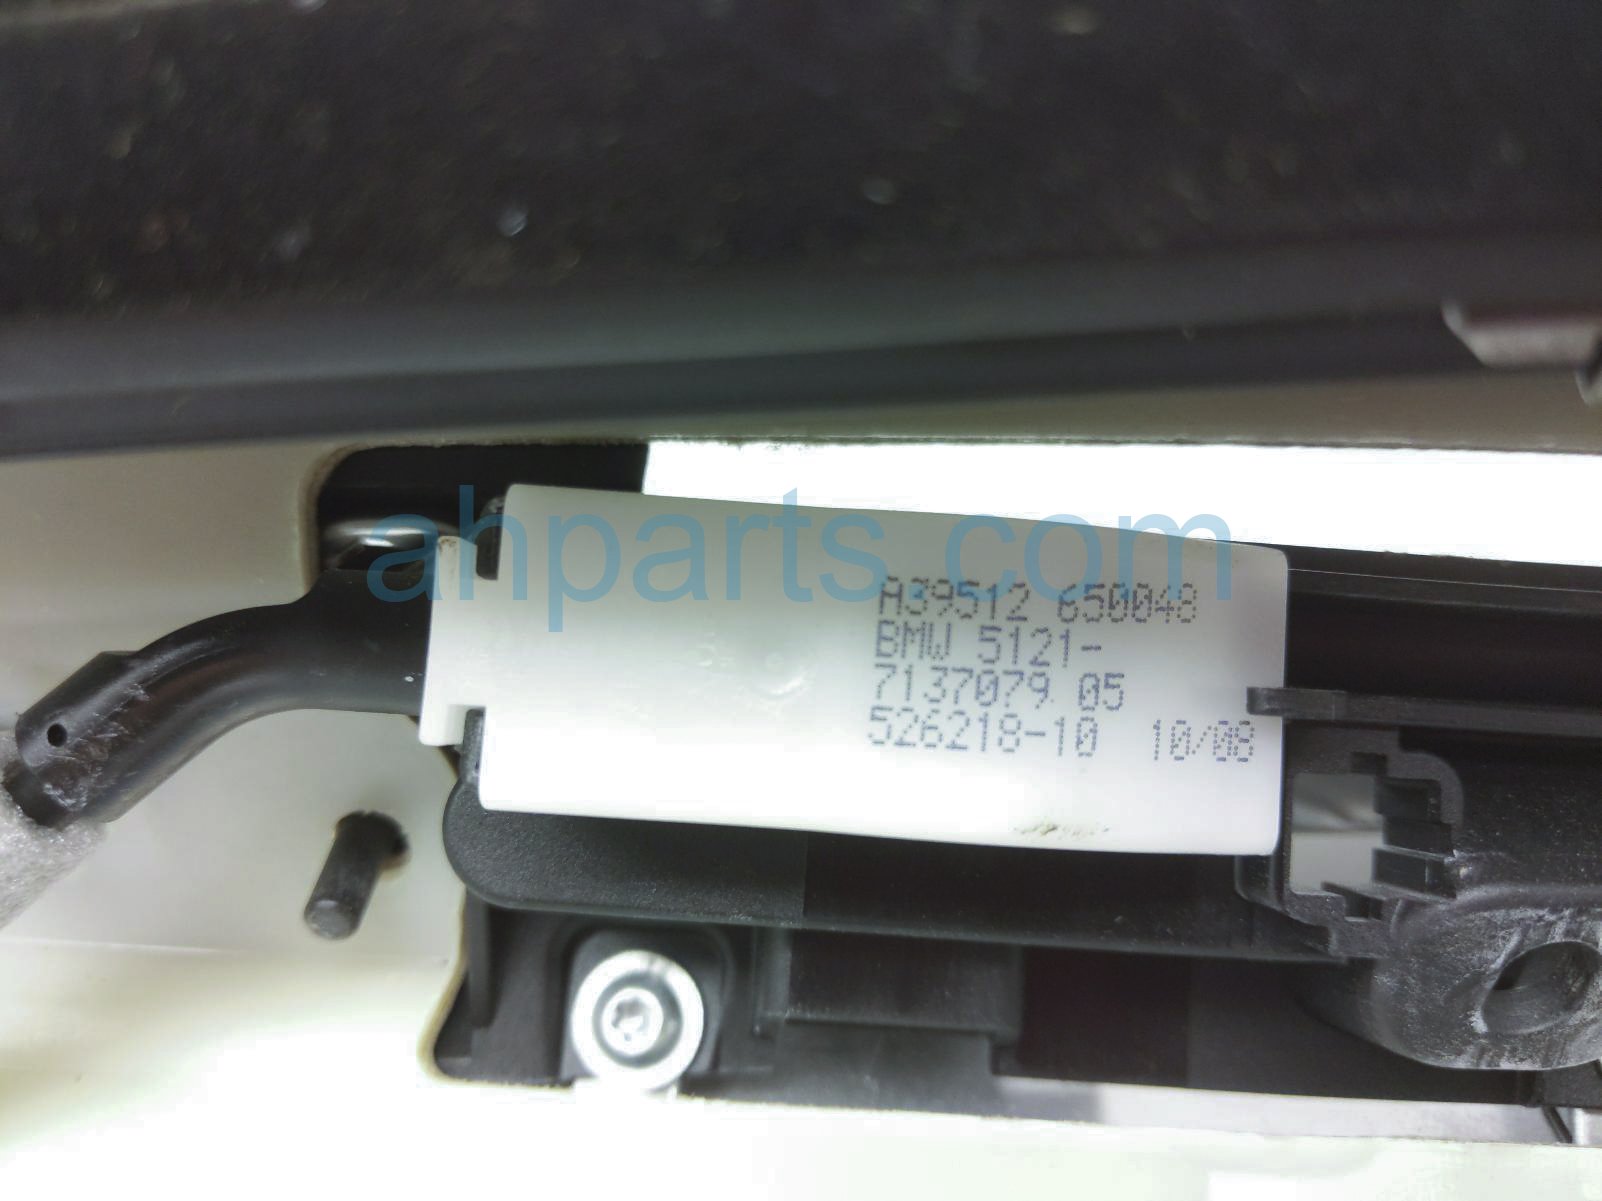 A39512 650048
BMW 5121-
7137079 05
526218-10 10/08
ahparts.com